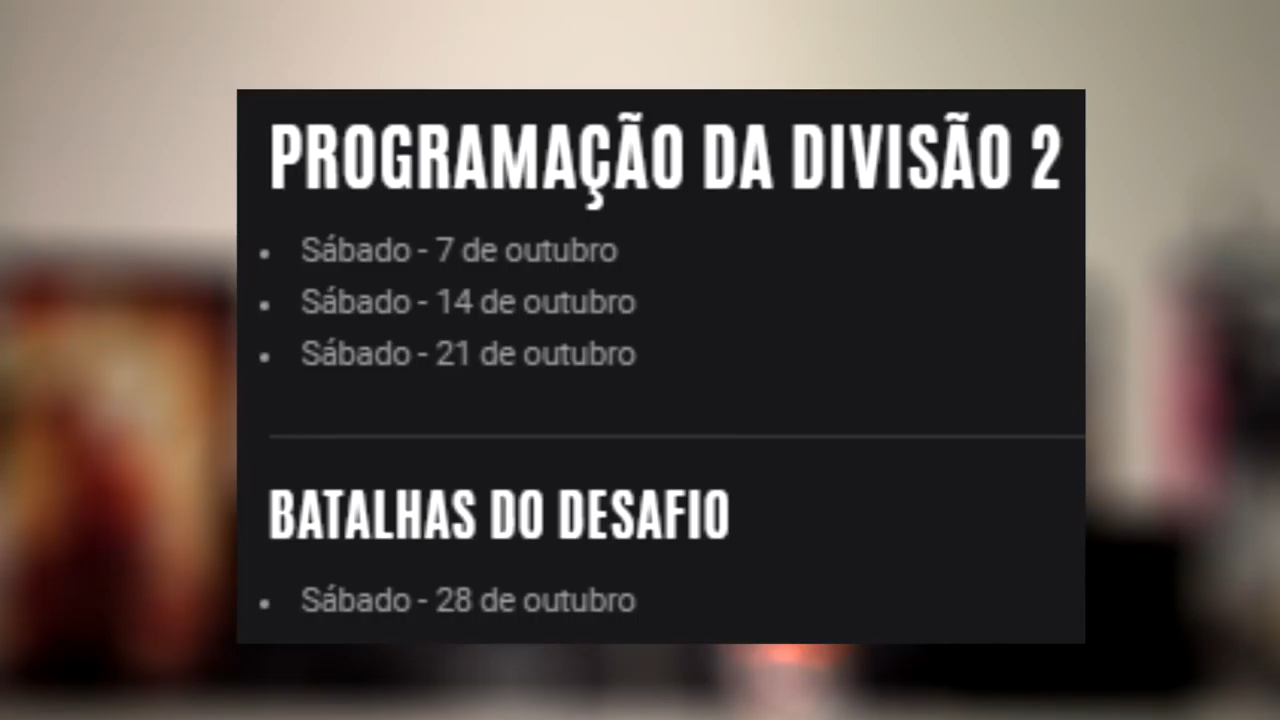 PROGRAMAÇÃO DA DIVISÃO 2
• Sábado - 7 de outubro
• Sábado - 14 de outubro
• Sábado - 21 de outubro
BATALHAS DO DESAFIO
• Sábado - 28 de outubro